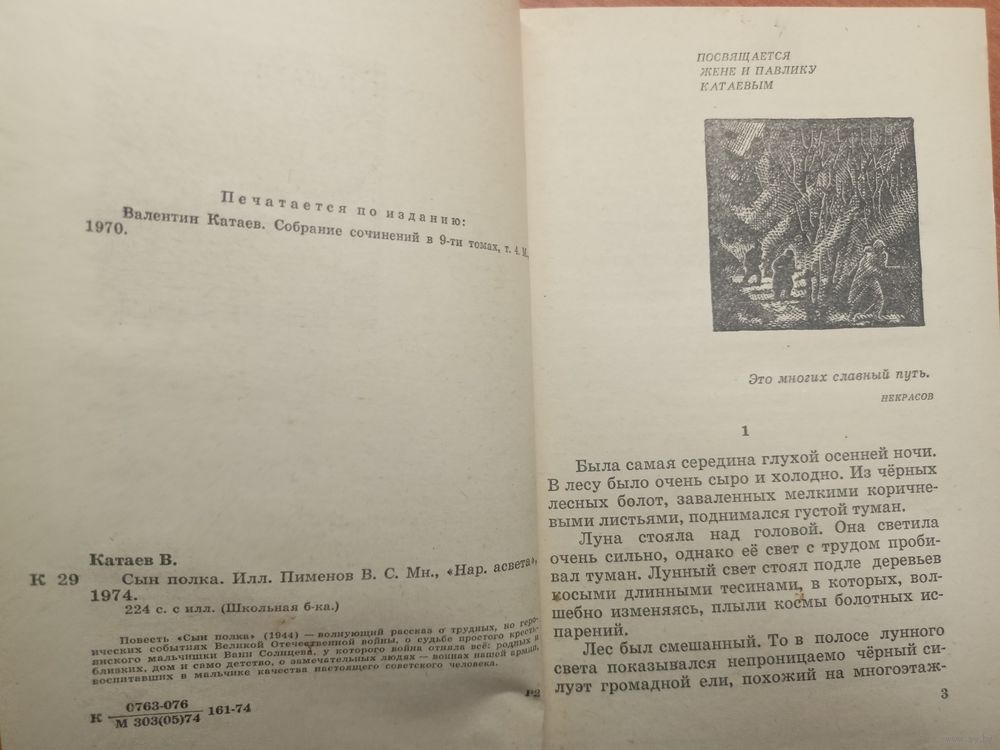 Печатается по изданию:
Валентин Катаев. Собрание сочинений в 9-ти томах, т. 4. М.,
1970.
Катаев В.
К 29
Сын полка. Илл. Пименов В. С. Мн., «Нар. асвета»,
1974.
224 с. с илл. (Школьная б-ка.)
Повесть «Сын полка» (1944) — волнующий рассказ о трудных, но геро-
ических событиях Великой Отечественной войны, о судьбе простого кресть-
янского мальчишки Вани Солнцева, у которого война отняла всё: родных и
близких, дом и само детство, о замечательных людях — воинах нашей армии,
воспитавших в мальчике качества настоящего советского человека.
Р2
К 0763-076
М 303(05)74 161-74
ПОСВЯЩАЕТСЯ
ЖЕНЕ И ПАВЛИКУ
КАТАЕВЫМ
Это многих славный путь.
НЕКРАСОВ
1
Была самая середина глухой осенней ночи.
В лесу было очень сыро и холодно. Из чёрных
лесных болот, заваленных мелкими коричне-
выми листьями, поднимался густой туман.
Луна стояла над головой. Она светила
очень сильно, однако её свет с трудом проби-
вал туман. Лунный свет стоял подле деревьев
косыми длинными тесинами, в которых, вол-
шебно изменяясь, плыли космы болотных ис-
парений.
Лес был смешанный. То в полосе лунного
света показывался непроницаемо чёрный си-
луэт громадной ели, похожий на многоэтаж-
3